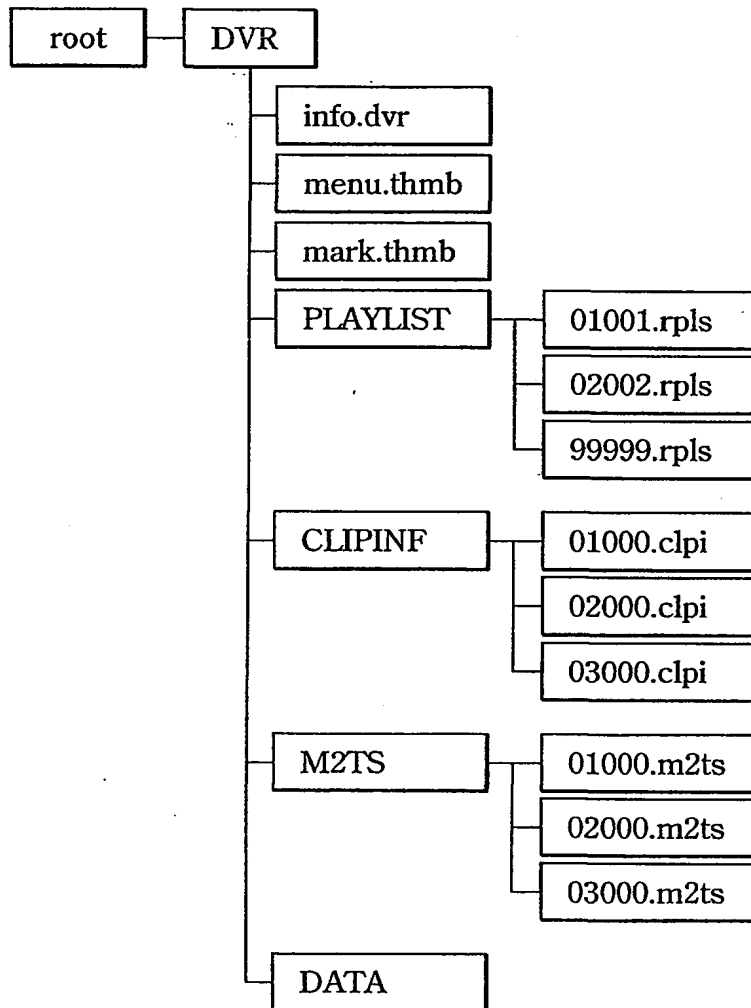 root DVR
info.dvr
menu.thmb
mark.thmb
PLAYLIST 01001.rpls
02002.rpls
99999.rpls
CLIPINF 01000.clpi
02000.clpi
03000.clpi
M2TS 01000.m2ts
02000.m2ts
03000.m2ts
DATA